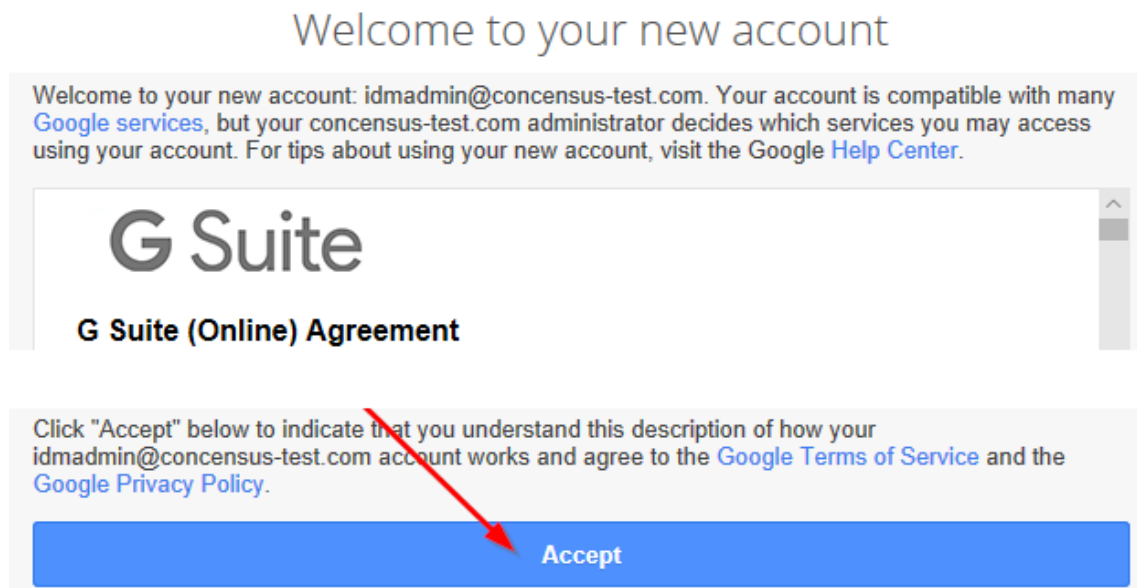 Welcome to your new account
Welcome to your new account: idmadmin@concensus-test.com. Your account is compatible with many
Google services, but your concensus-test.com administrator decides which services you may access
using your account. For tips about using your new account, visit the Google Help Center.
G Suite
G Suite (Online) Agreement
Click "Accept" below to indicate that you understand this description of how your
idmadmin@concensus-test.com account works and agree to the Google Terms of Service and the
Google Privacy Policy.
Accept